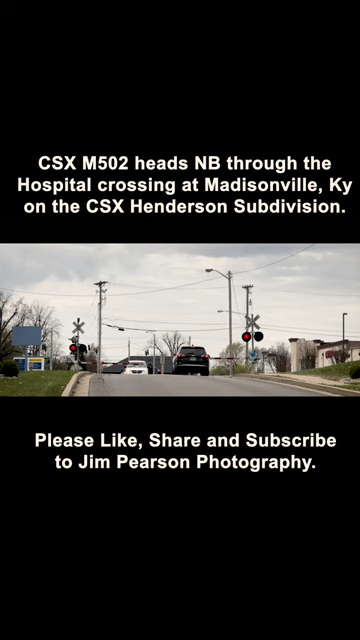 CSX M502 heads NB through the
Hospital crossing at Madisonville, Ky
on the CSX Henderson Subdivision.
Please Like, Share and Subscribe
to Jim Pearson Photography.